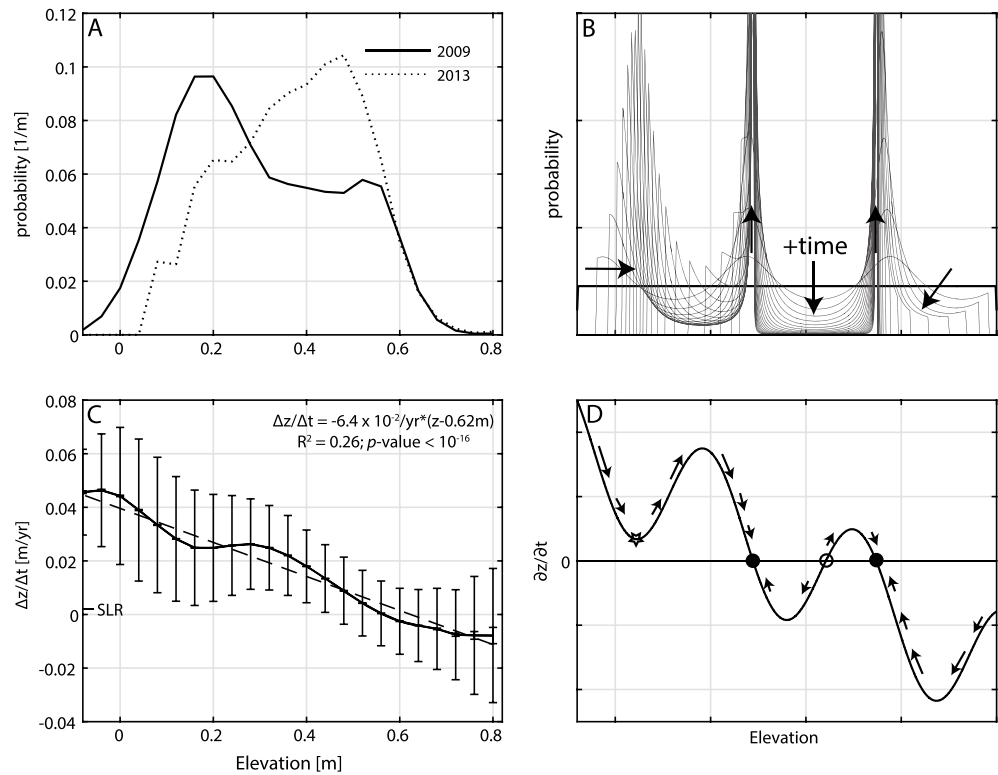 A
0.12
0.1
0.08
0.06
0.04
0.02
0
probability [1/m]
2009
2013
0
0.2
0.4
0.6
0.8
B
probability
+time
C
0.08
0.06
0.04
0.02
0
-0.02
-0.04
Δz/Δt [m/yr]
SLR
Δz/Δt = -6.4 x 10⁻²/yr*(z-0.62m)
R² = 0.26; p-value < 10⁻¹⁶
0
0.2
0.4
0.6
0.8
Elevation [m]
D
0
∂z/∂t
Elevation